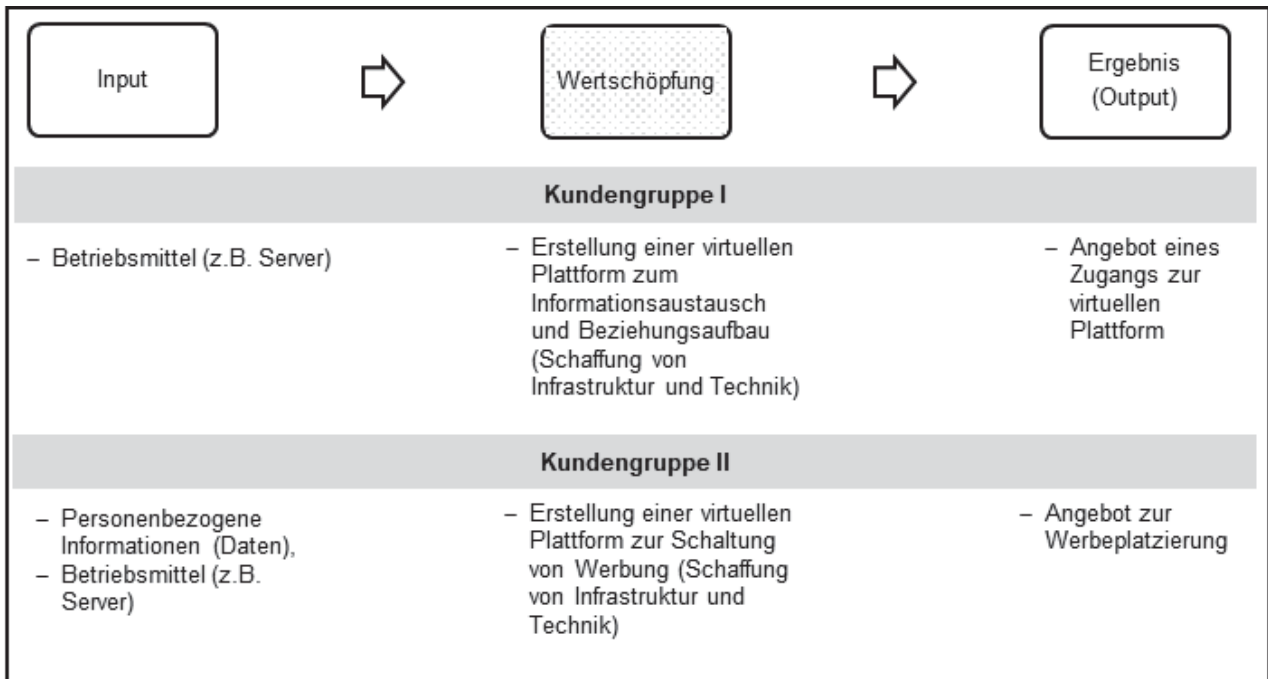 Input
Wertschöpfung
Ergebnis
(Output)
Kundengruppe I
– Betriebsmittel (z.B. Server)
– Erstellung einer virtuellen
Plattform zum
Informationsaustausch
und Beziehungsaufbau
(Schaffung von
Infrastruktur und Technik)
– Angebot eines
Zugangs zur
virtuellen
Plattform
Kundengruppe II
– Personenbezogene
Informationen (Daten),
– Betriebsmittel (z.B.
Server)
– Erstellung einer virtuellen
Plattform zur Schaltung
von Werbung (Schaffung
von Infrastruktur und
Technik)
– Angebot zur
Werbeplatzierung